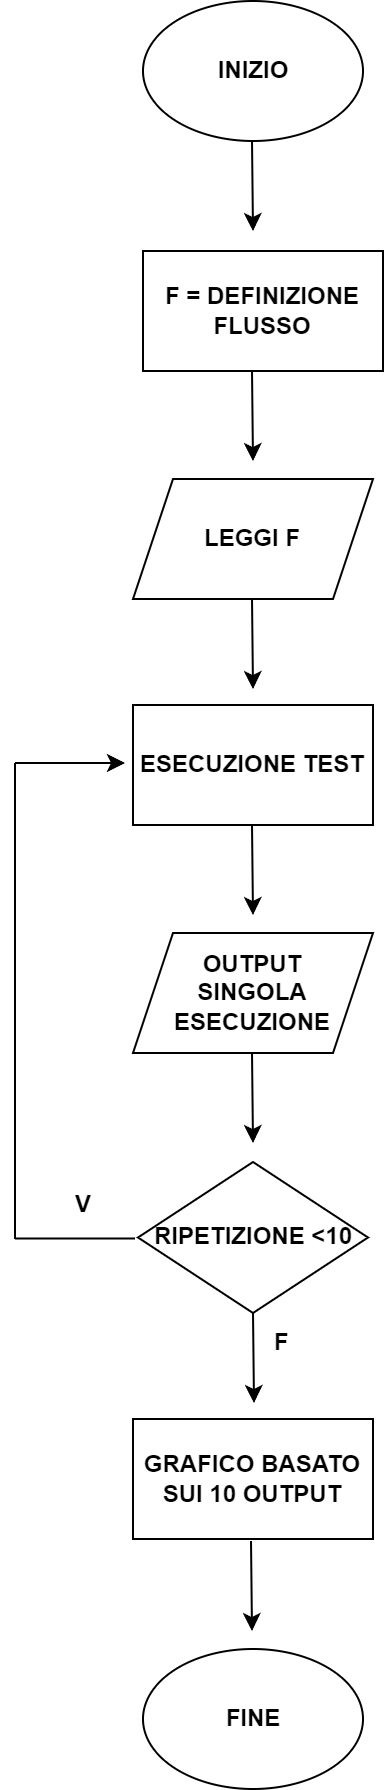 INIZIO
F = DEFINIZIONE
FLUSSO
LEGGI F
ESECUZIONE TEST
OUTPUT
SINGOLA
ESECUZIONE
V
RIPETIZIONE <10
F
GRAFICO BASATO
SUI 10 OUTPUT
FINE